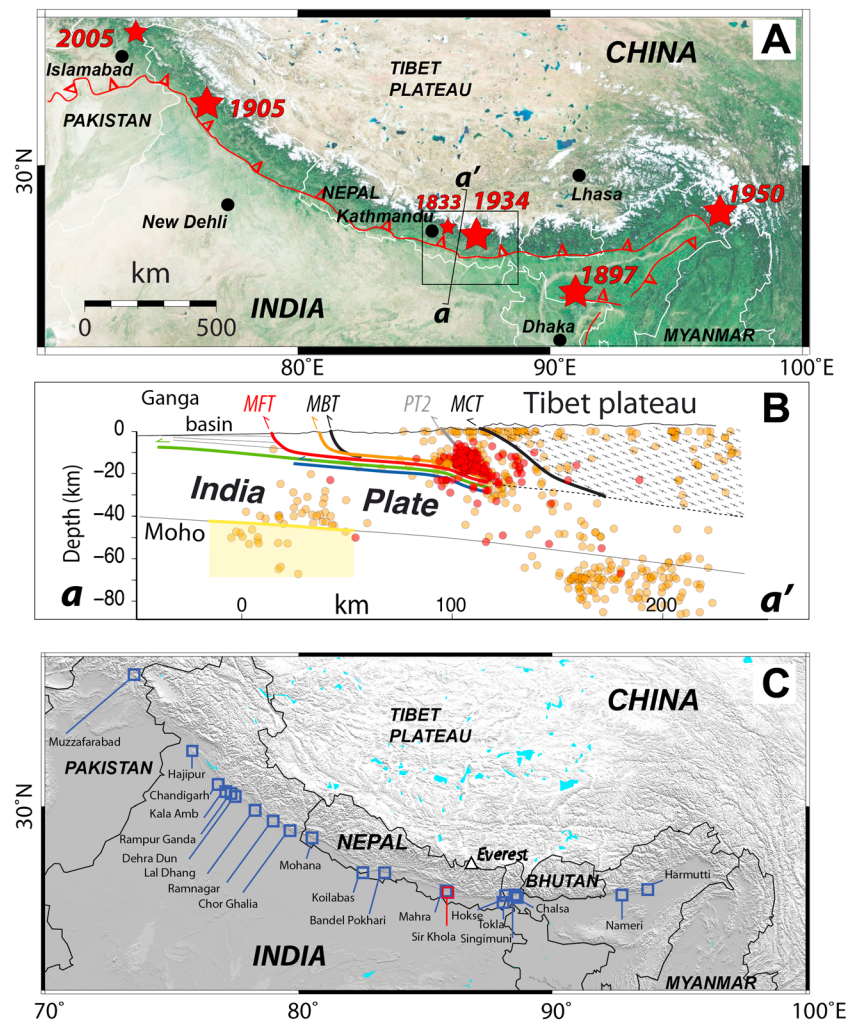 A
2005
CHINA
Islamabad
TIBET
PLATEAU
1905
PAKISTAN
30°N
NEPAL
a'
1833
1934
Lhasa
1950
Kathmandu
New Dehli
km
0
500
INDIA
a
1897
Dhaka
MYANMAR
80°E
90°E
100°E
B
Ganga
basin
MFT
MBT
PT2
MCT
Tibet plateau
Depth (km)
0
−20
−40
−60
−80
India
Plate
Moho
a
0
km
100
200
a'
C
CHINA
TIBET
PLATEAU
Muzzafarabad
PAKISTAN
Hajipur
Chandigarh
Kala Amb
30°N
Rampur Ganda
Dehra Dun
Lal Dhang
Ramnagar
Chor Ghalia
Mohana
NEPAL
Everest
BHUTAN
Harmutti
Koilabas
Bandel Pokhari
Mahra
Sir Khola
Hokse
Tokla
Singimuni
Chalsa
Nameri
INDIA
MYANMAR
70°
80°E
90°E
100°E